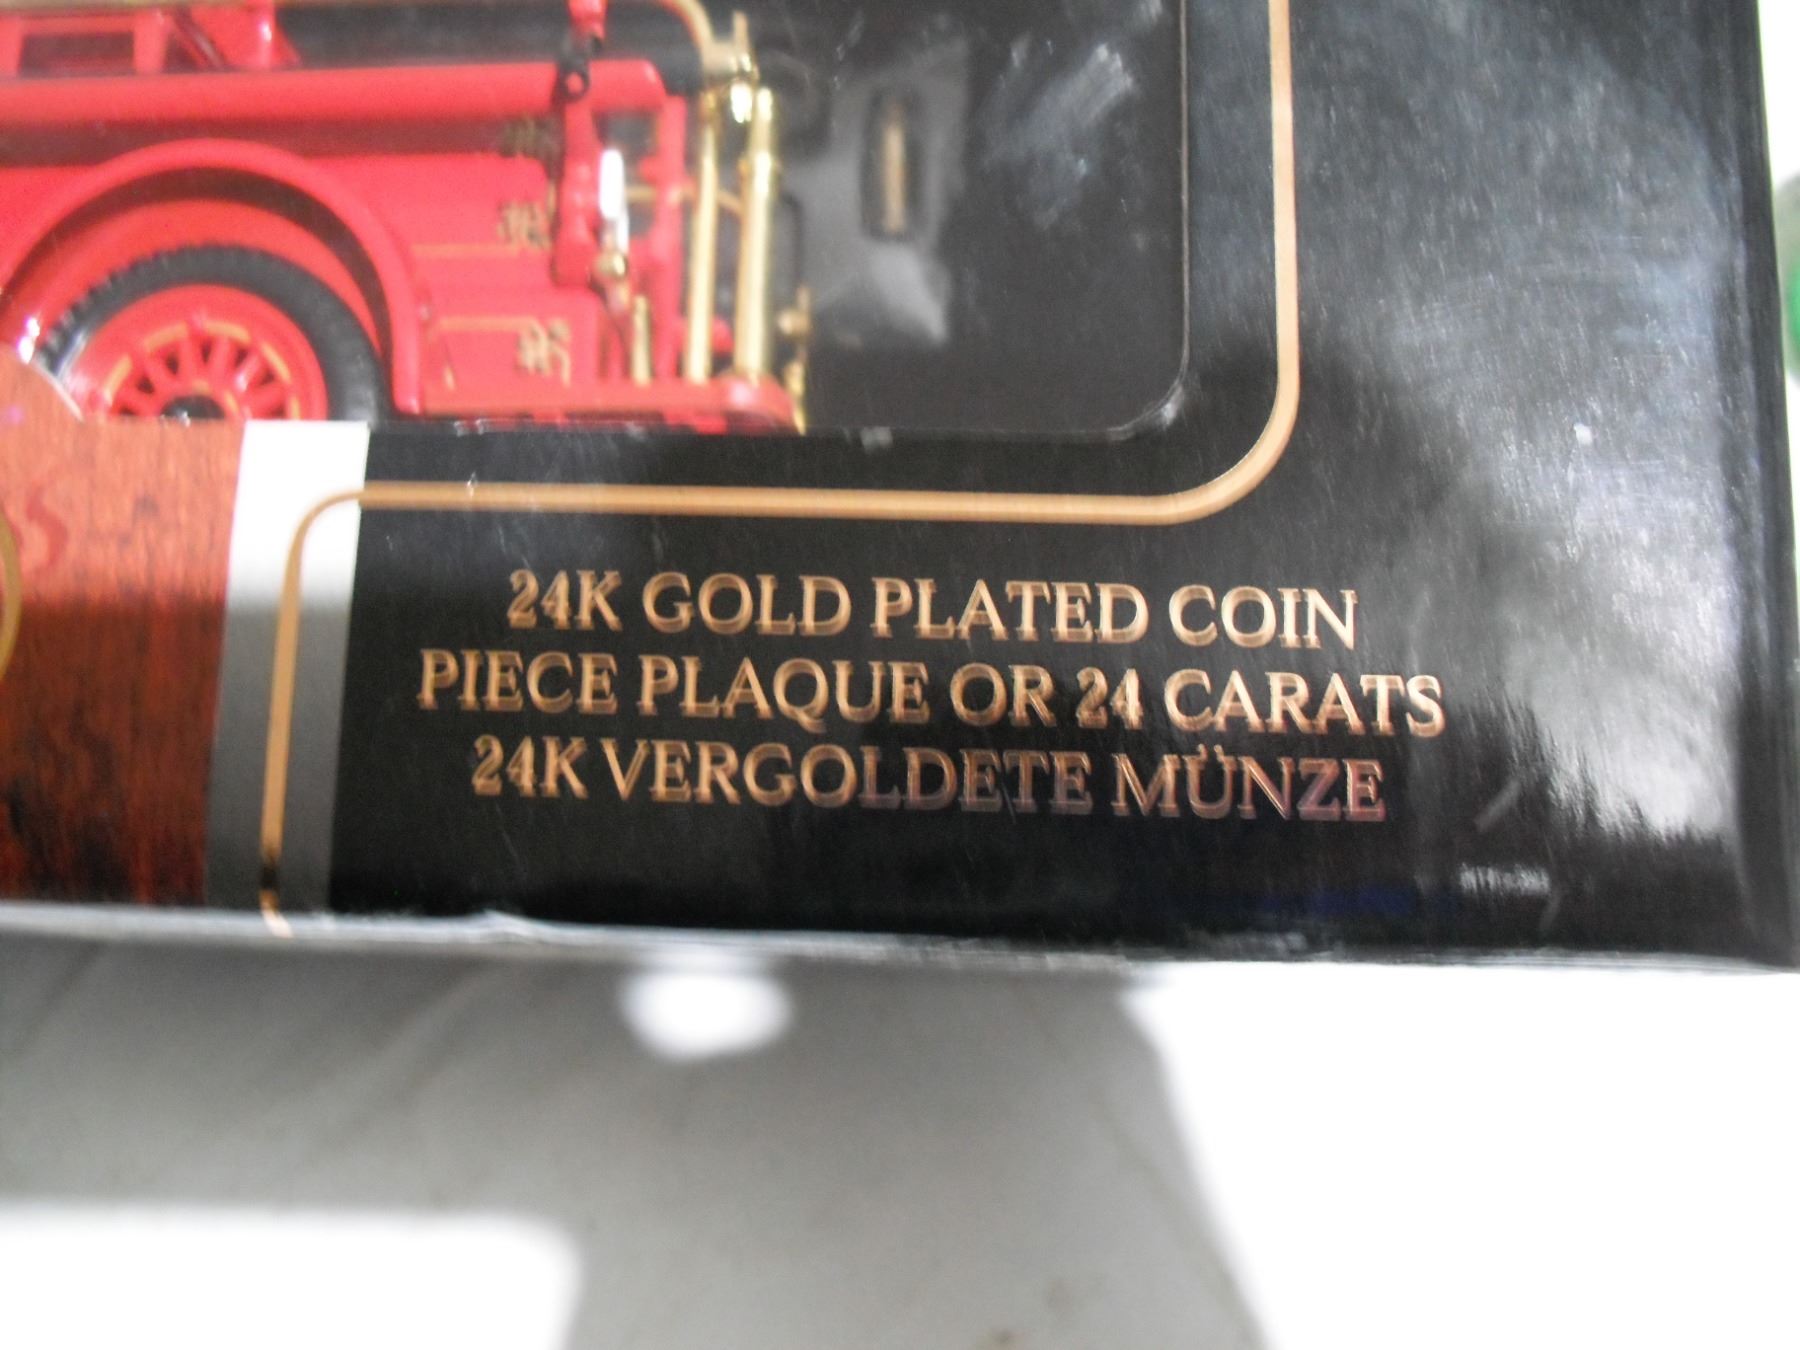 24K GOLD PLATED COIN
PIECE PLAQUE OR 24 CARATS
24K VERGOLDETE MÜNZE